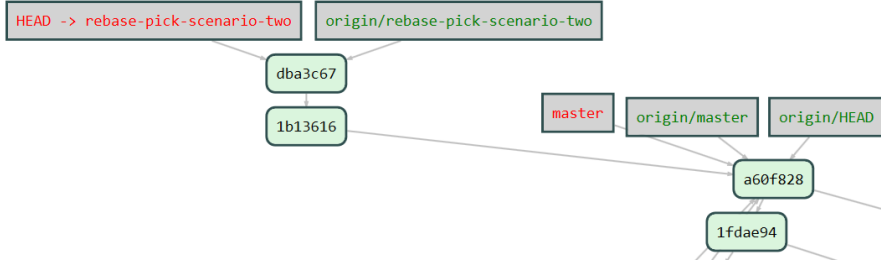 HEAD -> rebase-pick-scenario-two
origin/rebase-pick-scenario-two
dba3c67
1b13616
master
origin/master
origin/HEAD
a60f828
1fdae94